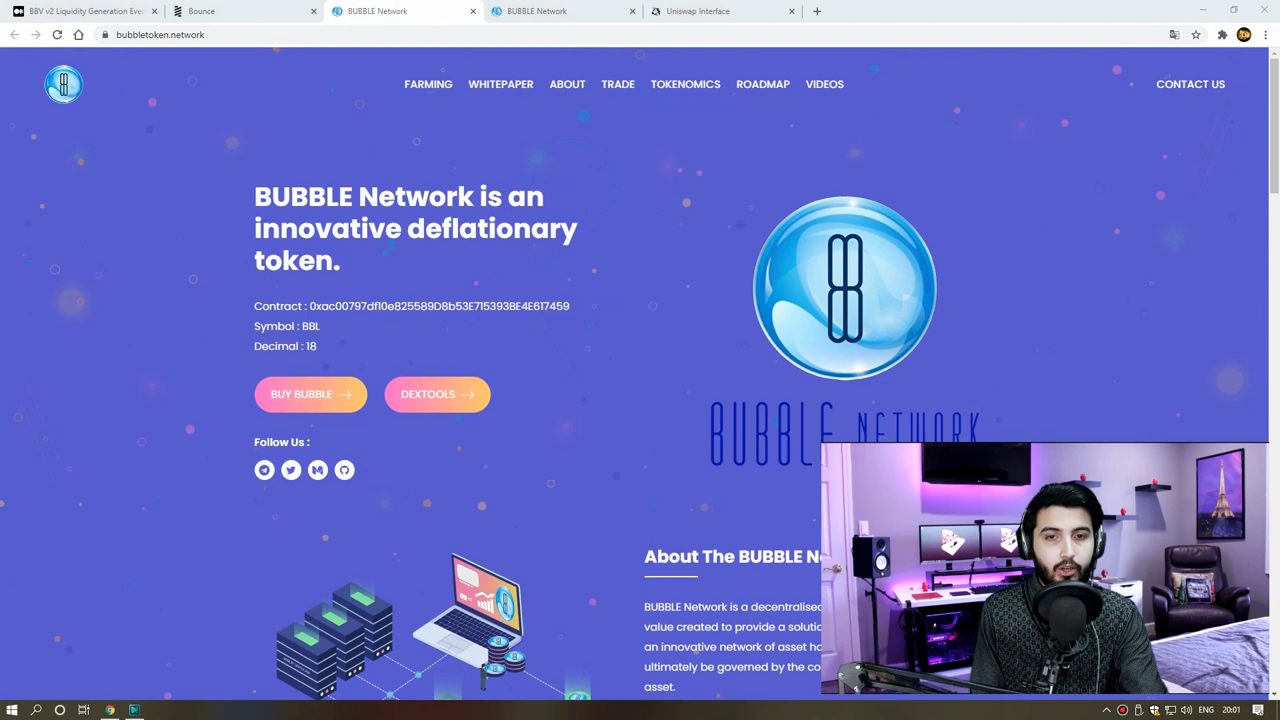 BBV v2 Liquidity Generation Eve
Bounce
BUBBLE Network
BUBBLE Network
Uniswap Interface
bubbletoken.network
FARMING WHITEPAPER ABOUT TRADE TOKENOMICS ROADMAP VIDEOS
CONTACT US
BUBBLE Network is an
innovative deflationary
token.
Contract : 0xac00797df10e825589D8b53E715393BE4E617459
Symbol : BBL
Decimal : 18
BUY BUBBLE
DEXTOOLS
Follow Us :
BUBBLE NETWORK
About The BUBBLE N
BUBBLE Network is a decentralised
value created to provide a solutio
an innovative network of asset ho
ultimately be governed by the co
asset.
ENG
20:01